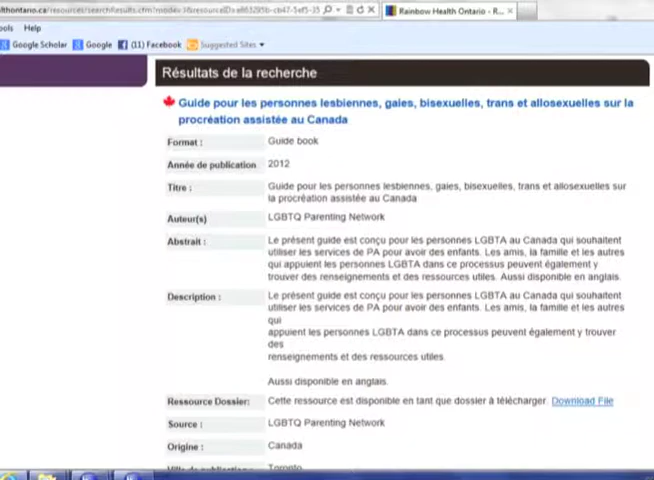 Rainbow Health Ontario - R...
ools Help
Google Scholar Google (11) Facebook Suggested Sites
Résultats de la recherche
Guide pour les personnes lesbiennes, gaies, bisexuelles, trans et allosexuelles sur la
procréation assistée au Canada
Format : Guide book
Année de publication 2012
Titre : Guide pour les personnes lesbiennes, gaies, bisexuelles, trans et allosexuelles sur
la procréation assistée au Canada
Auteur(s) LGBTQ Parenting Network
Abstrait : Le présent guide est conçu pour les personnes LGBTA au Canada qui souhaitent
utiliser les services de PA pour avoir des enfants. Les amis, la famille et les autres
qui appuient les personnes LGBTA dans ce processus peuvent également y
trouver des renseignements et des ressources utiles. Aussi disponible en anglais.
Description : Le présent guide est conçu pour les personnes LGBTA au Canada qui souhaitent
utiliser les services de PA pour avoir des enfants. Les amis, la famille et les autres
qui
appuient les personnes LGBTA dans ce processus peuvent également y trouver
des
renseignements et des ressources utiles.
Aussi disponible en anglais.
Ressource Dossier: Cette ressource est disponible en tant que dossier à télécharger. Download File
Source : LGBTQ Parenting Network
Origine : Canada
Toronto